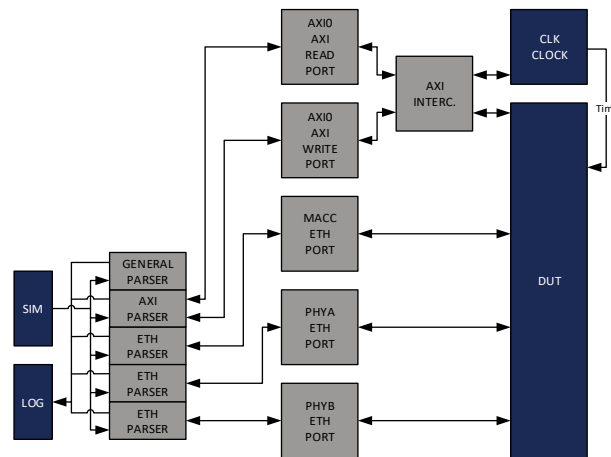 AXI0
AXI
READ
PORT
CLK
CLOCK
AXI
INTERC.
Tim
AXI0
AXI
WRITE
PORT
MACC
ETH
PORT
GENERAL
PARSER
SIM
AXI
PARSER
DUT
ETH
PARSER
PHYA
ETH
PORT
ETH
PARSER
LOG
ETH
PARSER
PHYB
ETH
PORT